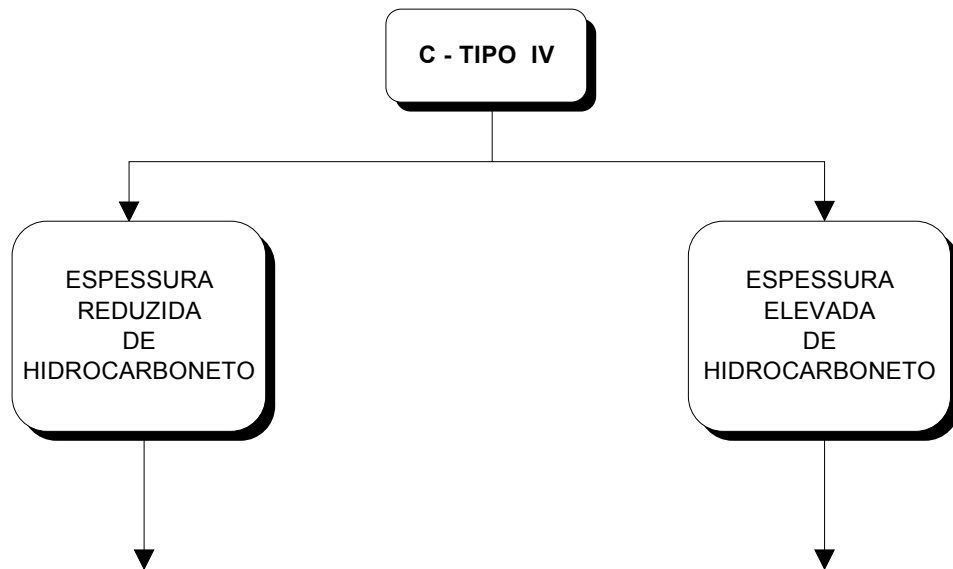 C - TIPO IV
ESPESSURA
REDUZIDA
DE
HIDROCARBONETO
ESPESSURA
ELEVADA
DE
HIDROCARBONETO